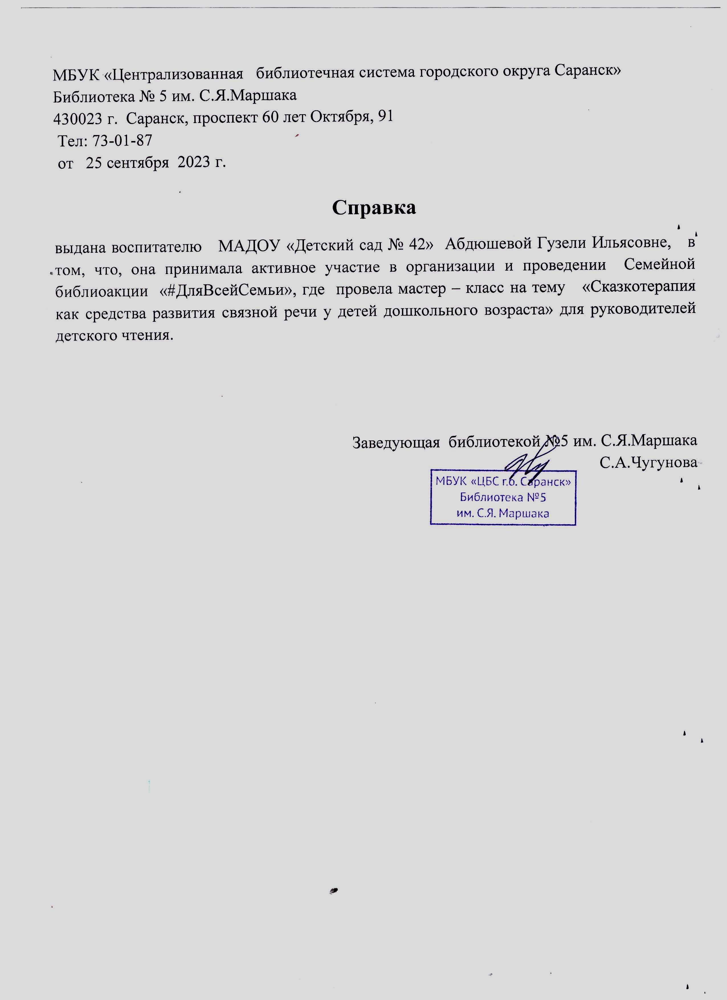 МБУК «Централизованная библиотечная система городского округа Саранск»
Библиотека № 5 им. С.Я.Маршака
430023 г. Саранск, проспект 60 лет Октября, 91
Тел: 73-01-87
от 25 сентября 2023 г.
Справка
выдана воспитателю МАДОУ «Детский сад № 42» Абдюшевой Гузели Ильясовне, в
том, что, она принимала активное участие в организации и проведении Семейной
библиоакции «#ДляВсейСемьи», где провела мастер – класс на тему «Сказкотерапия
как средства развития связной речи у детей дошкольного возраста» для руководителей
детского чтения.
Заведующая библиотекой №5 им. С.Я.Маршака
С.А.Чугунова
МБУК «ЦБС г.о. Саранск»
Библиотека №5
им. С.Я. Маршака